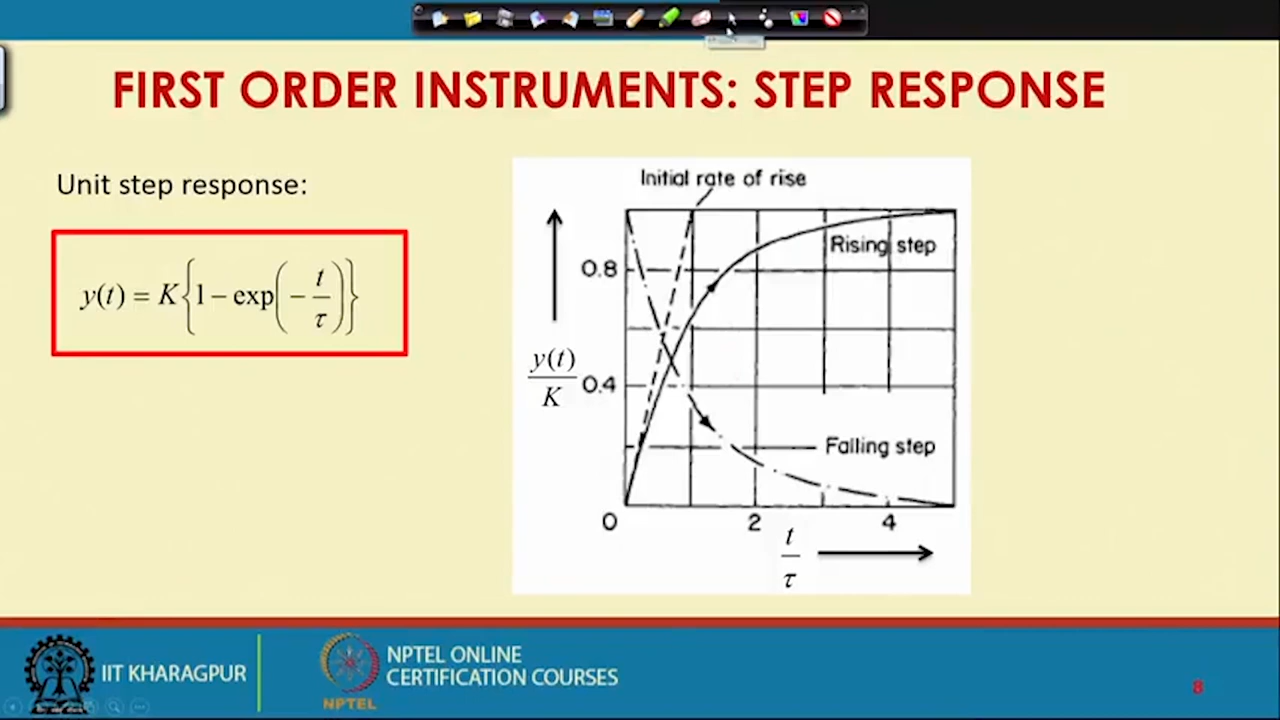 FIRST ORDER INSTRUMENTS: STEP RESPONSE
Unit step response:
y(t) = K{1 − exp(−t/τ)}
Initial rate of rise
Rising step
0.8
y(t)/K
0.4
Falling step
0
2
4
t/τ
IIT KHARAGPUR
NPTEL
NPTEL ONLINE
CERTIFICATION COURSES
8